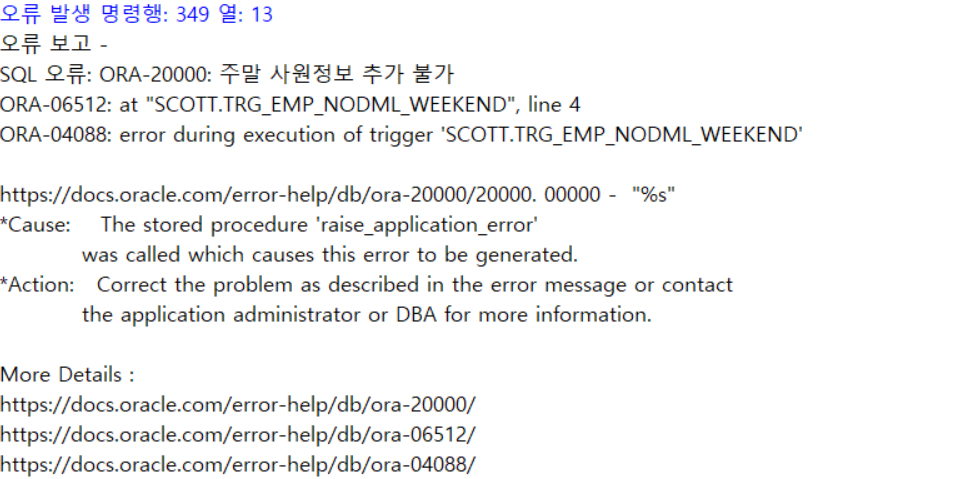 오류 발생 명령행: 349 열: 13
오류 보고 -
SQL 오류: ORA-20000: 주말 사원정보 추가 불가
ORA-06512: at "SCOTT.TRG_EMP_NODML_WEEKEND", line 4
ORA-04088: error during execution of trigger 'SCOTT.TRG_EMP_NODML_WEEKEND'
https://docs.oracle.com/error-help/db/ora-20000/20000. 00000 -  "%s"
*Cause:    The stored procedure 'raise_application_error'
was called which causes this error to be generated.
*Action:   Correct the problem as described in the error message or contact
the application administrator or DBA for more information.
More Details :
https://docs.oracle.com/error-help/db/ora-20000/
https://docs.oracle.com/error-help/db/ora-06512/
https://docs.oracle.com/error-help/db/ora-04088/